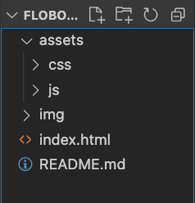 FLOBO...
assets
css
js
img
index.html
README.md